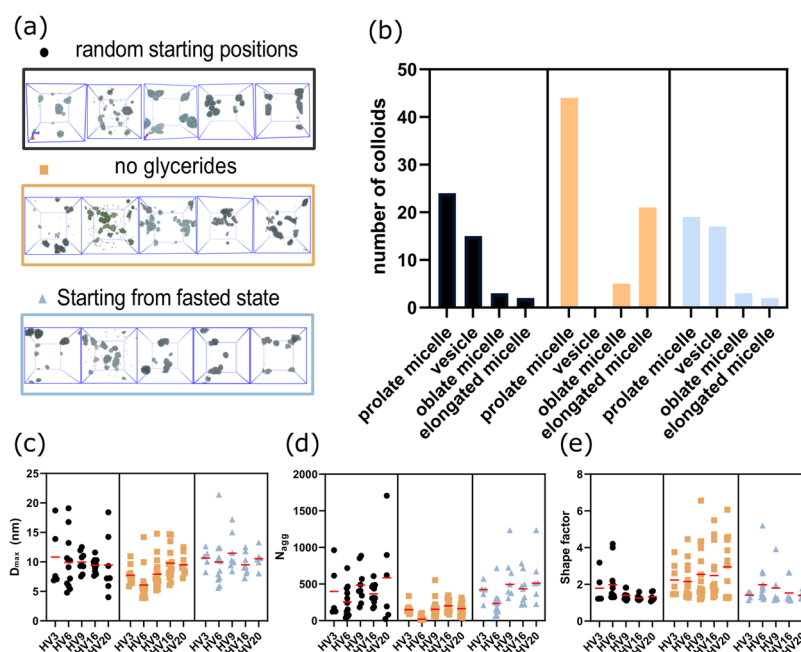 (a)
random starting positions
no glycerides
Starting from fasted state
(b)
number of colloids
50
40
30
20
10
0
prolate micelle
vesicle
oblate micelle
elongated micelle
prolate micelle
vesicle
oblate micelle
elongated micelle
prolate micelle
vesicle
oblate micelle
elongated micelle
(c)
Dmax (nm)
25
20
15
10
5
0
HV3
HV6
HV9
HV16
HV20
HV3
HV6
HV9
HV16
HV20
HV3
HV6
HV9
HV16
HV20
(d)
Nagg
2000
1500
1000
500
0
HV3
HV6
HV9
HV16
HV20
HV3
HV6
HV9
HV16
HV20
HV3
HV6
HV9
HV16
HV20
(e)
Shape factor
8
6
4
2
0
HV3
HV6
HV9
HV16
HV20
HV3
HV6
HV9
HV16
HV20
HV3
HV6
HV9
HV16
HV20